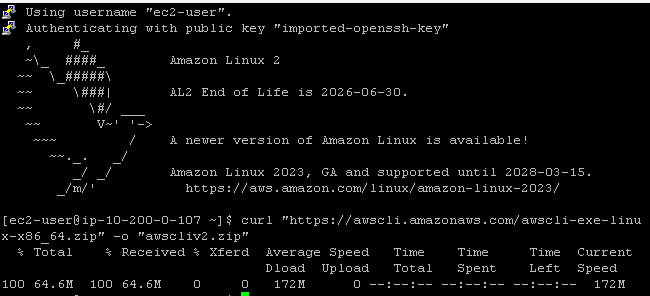 Using username "ec2-user".
Authenticating with public key "imported-openssh-key"
   ,     #_
   ~\_  ####_        Amazon Linux 2
  ~~  \_#####\
  ~~     \###|       AL2 End of Life is 2026-06-30.
  ~~       \#/ ___
   ~~       V~' '->
    ~~~         /    A newer version of Amazon Linux is available!
      ~~._.   _/
         _/ _/       Amazon Linux 2023, GA and supported until 2028-03-15.
       _/m/'           https://aws.amazon.com/linux/amazon-linux-2023/
[ec2-user@ip-10-200-0-107 ~]$ curl "https://awscli.amazonaws.com/awscli-exe-linu
x-x86_64.zip" -o "awscliv2.zip"
  % Total    % Received % Xferd  Average Speed   Time    Time     Time  Current
                                 Dload  Upload   Total   Spent    Left  Speed
100 64.6M  100 64.6M    0     0   172M      0 --:--:-- --:--:-- --:--:--  172M